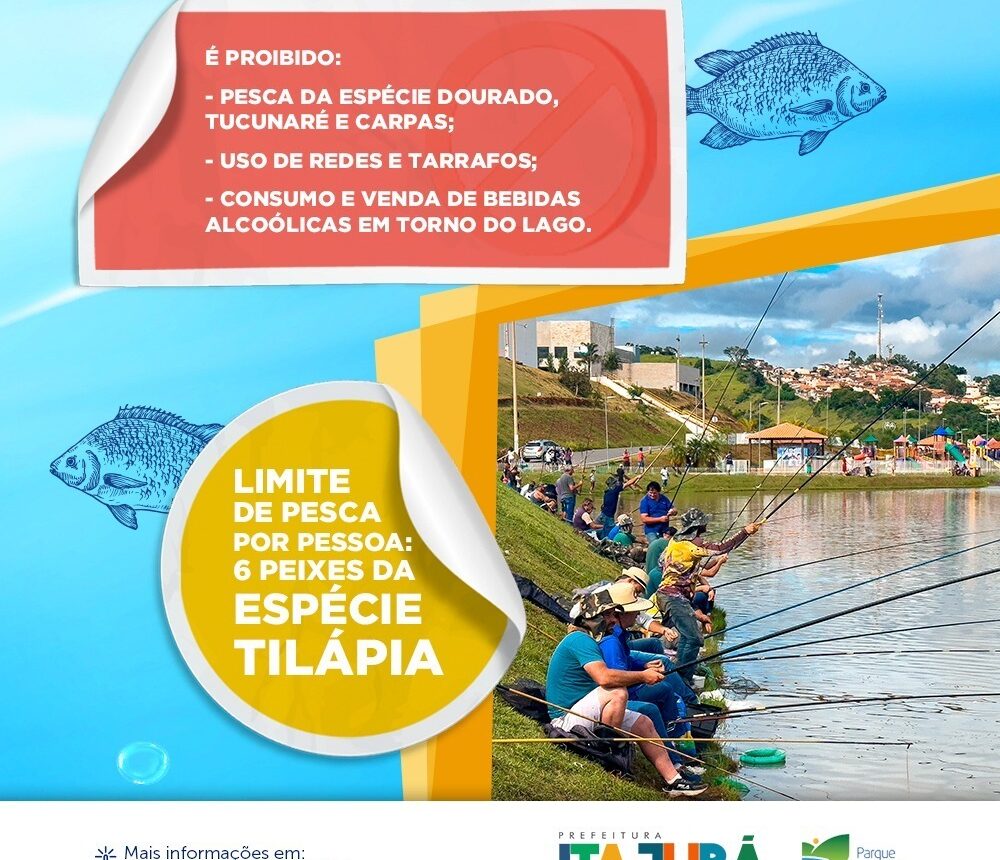 É PROIBIDO:
- PESCA DA ESPÉCIE DOURADO,
TUCUNARÉ E CARPAS;
- USO DE REDES E TARRAFOS;
- CONSUMO E VENDA DE BEBIDAS
ALCOÓLICAS EM TORNO DO LAGO.
LIMITE
DE PESCA
POR PESSOA:
6 PEIXES DA
ESPÉCIE
TILÁPIA
Mais informações em:
PREFEITURA
ITAJUBÁ
Parque